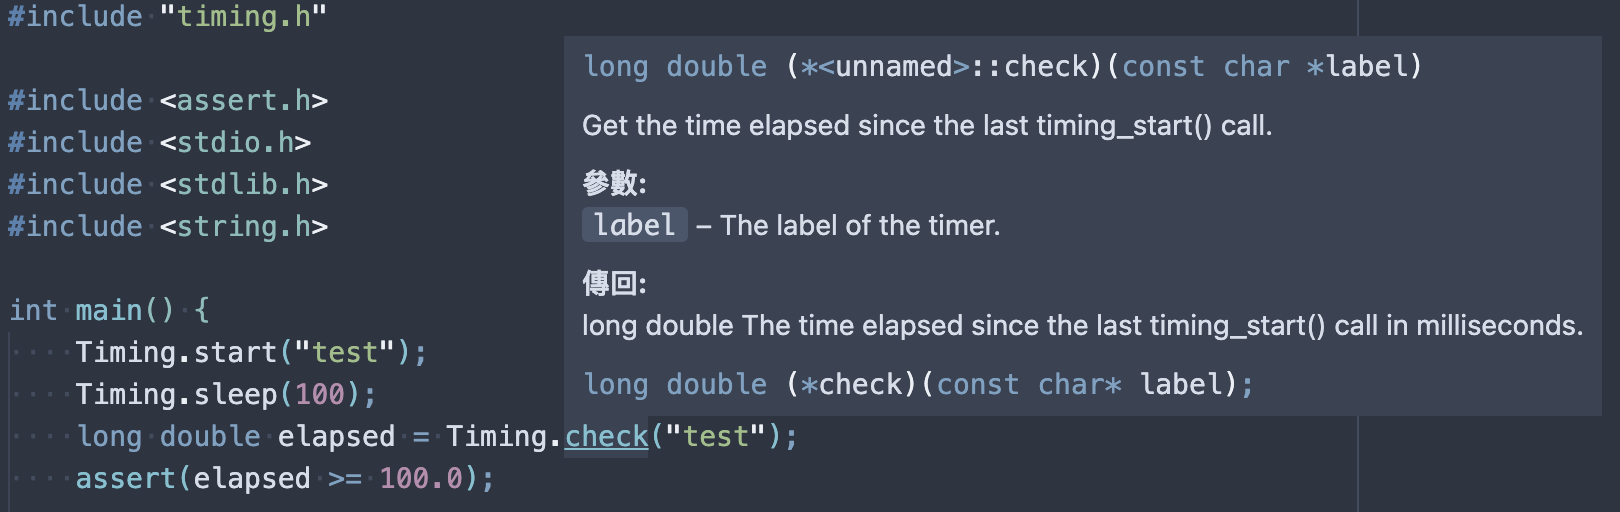 #include "timing.h"
#include <assert.h>
#include <stdio.h>
#include <stdlib.h>
#include <string.h>
int main() {
Timing.start("test");
Timing.sleep(100);
long double elapsed = Timing.check("test");
assert(elapsed >= 100.0);
long double (*<unnamed>::check)(const char *label)
Get the time elapsed since the last timing_start() call.
參數:
label – The label of the timer.
傳回:
long double The time elapsed since the last timing_start() call in milliseconds.
long double (*check)(const char* label);